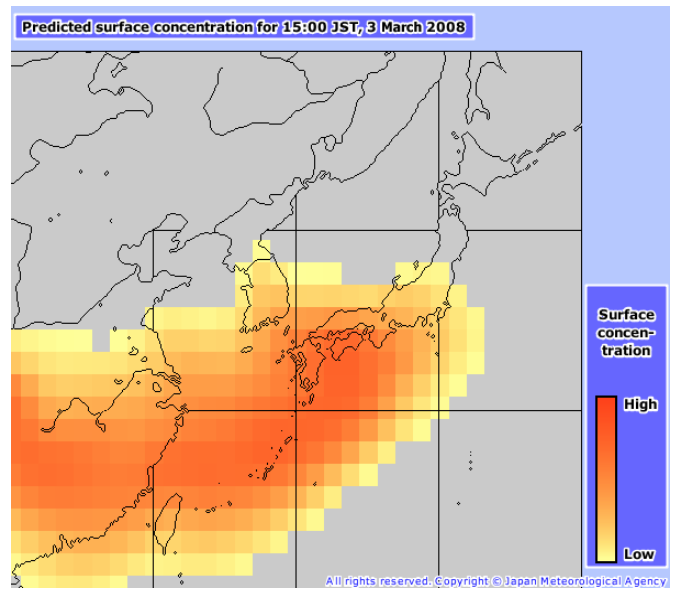 Predicted surface concentration for 15:00 JST, 3 March 2008
Surface
concen-
tration
High
Low
All rights reserved. Copyright © Japan Meteorological Agency